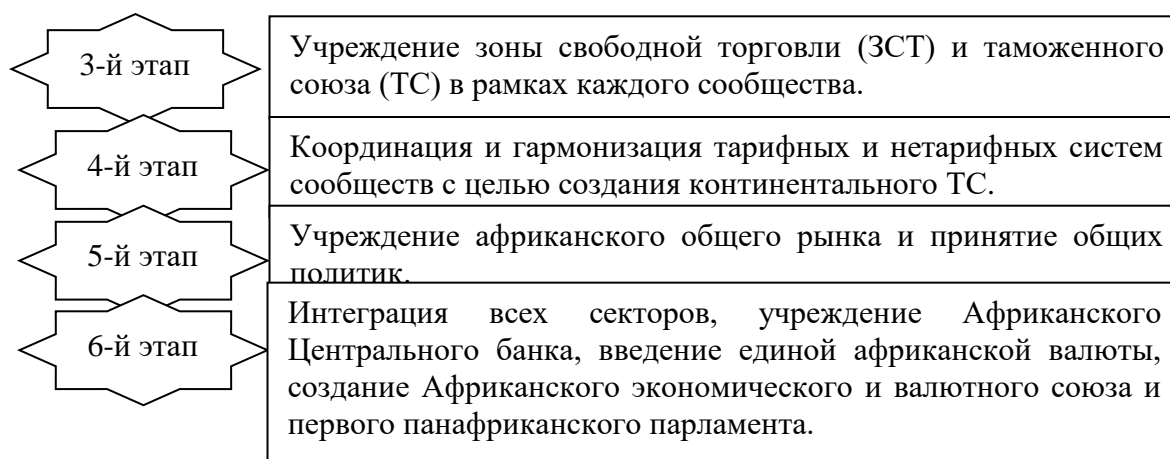 3-й этап
Учреждение зоны свободной торговли (ЗСТ) и таможенного
союза (ТС) в рамках каждого сообщества.
4-й этап
Координация и гармонизация тарифных и нетарифных систем
сообществ с целью создания континентального ТС.
5-й этап
Учреждение африканского общего рынка и принятие общих
политик.
6-й этап
Интеграция всех секторов, учреждение Африканского
Центрального банка, введение единой африканской валюты,
создание Африканского экономического и валютного союза и
первого панафриканского парламента.